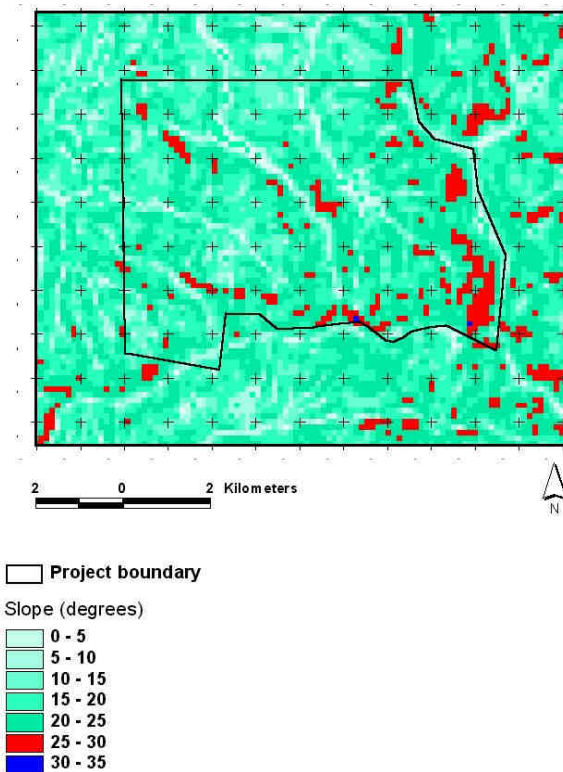 2 0 2 Kilometers
N
Project boundary
Slope (degrees)
0 - 5
5 - 10
10 - 15
15 - 20
20 - 25
25 - 30
30 - 35